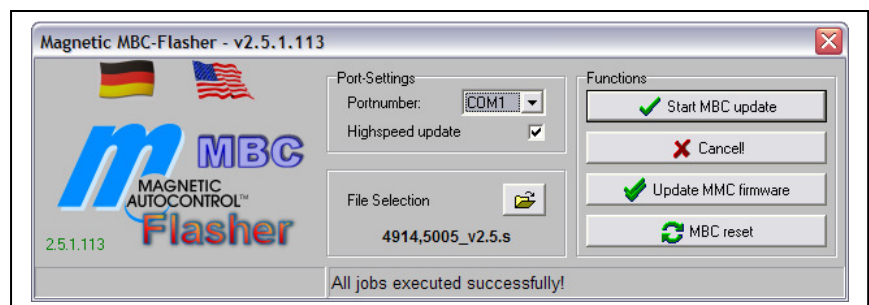 Magnetic MBC-Flasher - v2.5.1.113
Port-Settings
Portnumber: COM1
Highspeed update
File Selection
4914,5005_v2.5.s
Functions
Start MBC update
Cancel!
Update MMC firmware
MBC reset
m MBC
MAGNETIC
AUTOCONTROL™
Flasher
2.5.1.113
All jobs executed successfully!